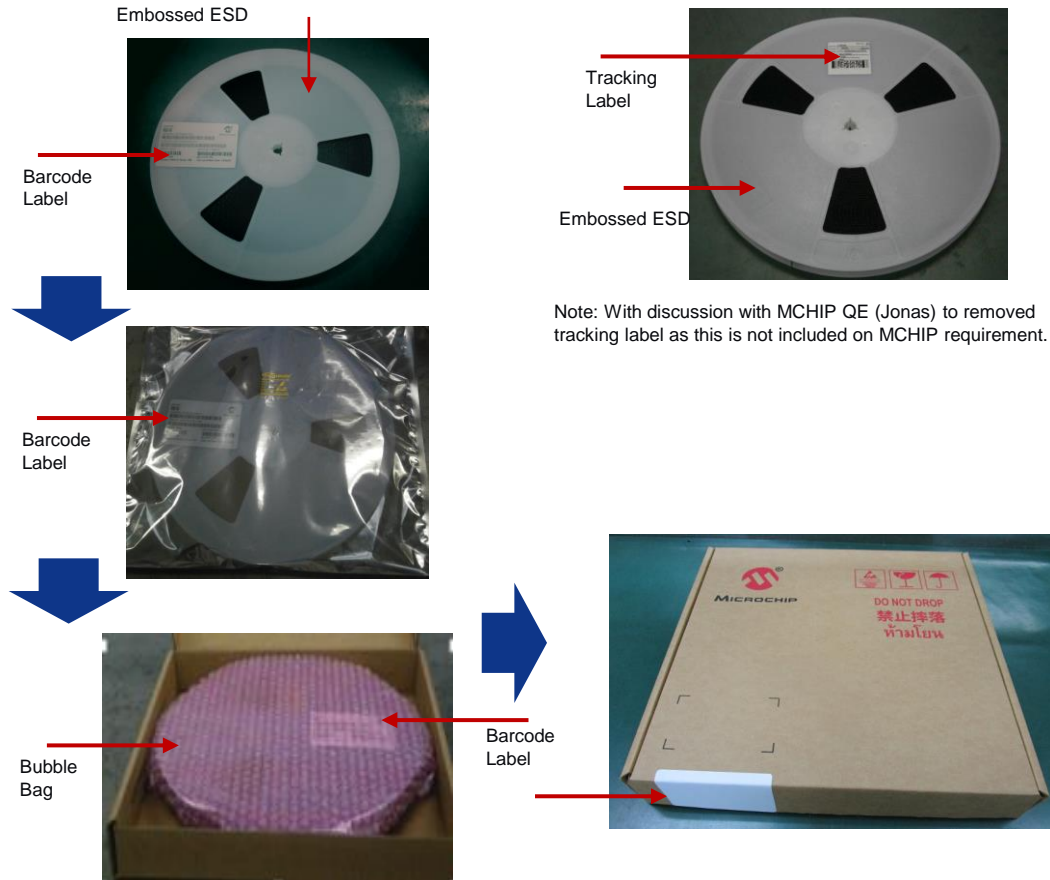 Embossed ESD
Barcode
Label
Tracking
Label
Embossed ESD
Note: With discussion with MCHIP QE (Jonas) to removed
tracking label as this is not included on MCHIP requirement.
Barcode
Label
Bubble
Bag
Barcode
Label
MICROCHIP
DO NOT DROP
禁止摔落
ห้ามโยน